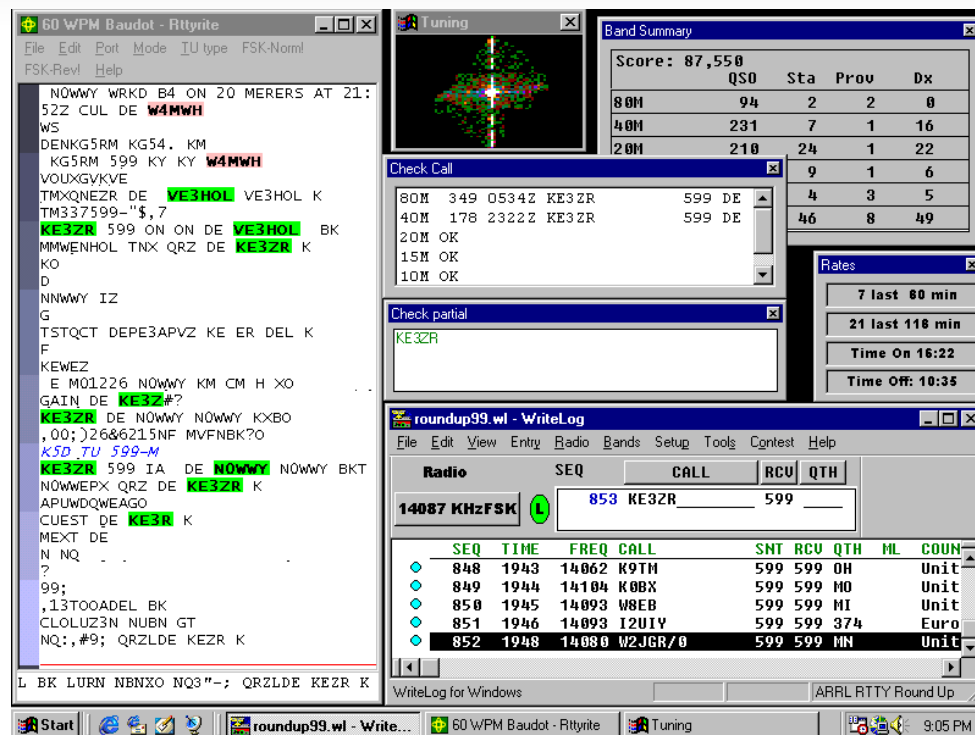 60 WPM Baudot - Rttyrite
File Edit Port Mode TU type FSK-Norm!
FSK-Rev! Help
N0WWY WRKD B4 ON 20 MERERS AT 21:
52Z CUL DE W4MWH
WS
DENKG5RM KG54. KM
KG5RM 599 KY KY W4MWH
VOUXGVKVE
TMXQNEZR DE VE3HOL VE3HOL K
TM337599-"$,7
KE3ZR 599 ON ON DE VE3HOL BK
MMWENHOL TNX QRZ DE KE3ZR K
KO
D
NNWWY IZ
G
TSTQCT DEPE3APVZ KE ER DEL K
F
KEWEZ
E M01226 N0WWY KM CM H XO
GAIN DE KE3Z#?
KE3ZR DE N0WWY N0WWY KXBO
,00;)26&6215NF MVFNBK?O
K5D TU 599-M
KE3ZR 599 IA DE N0WWY N0WWY BKT
N0WWEPX QRZ DE KE3ZR K
APUWDQWEAGO
CUEST DE KE3R K
MEXT DE
N NQ
?
99;
,13TOOADEL BK
CLOLUZ3N NUBN GT
NQ:,#9; QRZLDE KEZR K
L BK LURN NBNXO NQ3"-; QRZLDE KEZR K
Tuning
Band Summary
Score: 87,550
QSO Sta Prov Dx
80M 94 2 2 0
40M 231 7 1 16
20M 210 24 1 22
9 1 6
4 3 5
46 8 49
Check Call
80M 349 0534Z KE3ZR 599 DE
40M 178 2322Z KE3ZR 599 DE
20M OK
15M OK
10M OK
Rates
7 last 60 min
21 last 116 min
Time On 16:22
Time Off: 10:35
Check partial
KE3ZR
roundup99.wl - WriteLog
File Edit View Entry Radio Bands Setup Tools Contest Help
Radio SEQ CALL RCV QTH
14087 KHzFSK L 853 KE3ZR 599
SEQ TIME FREQ CALL SNT RCV QTH ML COUN
848 1943 14062 K9TM 599 599 OH Unit
849 1944 14104 K0BX 599 599 MO Unit
850 1945 14093 W8EB 599 599 MI Unit
851 1946 14093 I2UIY 599 599 374 Euro
852 1948 14080 W2JGR/0 599 599 MN Unit
WriteLog for Windows ARRL RTTY Round Up
Start roundup99.wl - Write... 60 WPM Baudot - Rttyrite Tuning 9:05 PM